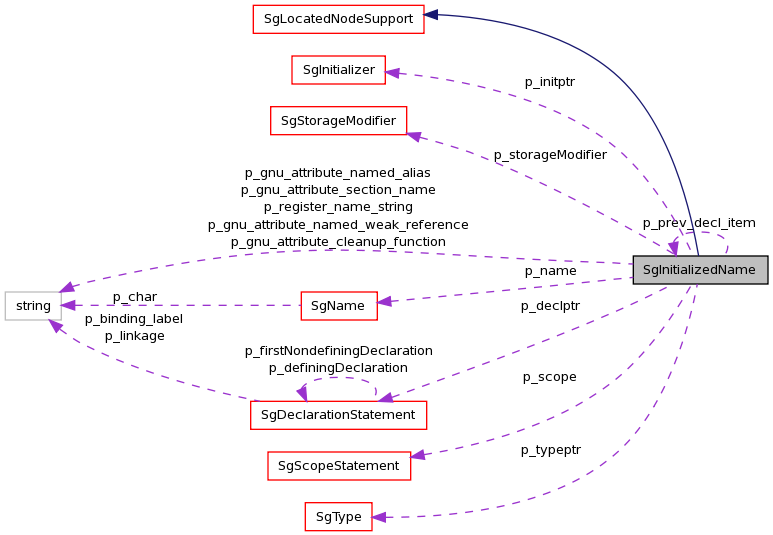 SgLocatedNodeSupport
SgInitializer
p_initptr
SgStorageModifier
p_storageModifier
p_gnu_attribute_named_alias
p_gnu_attribute_section_name
p_register_name_string
p_gnu_attribute_named_weak_reference
p_gnu_attribute_cleanup_function
p_prev_decl_item
SgInitializedName
p_name
string
p_char
SgName
p_declptr
p_binding_label
p_linkage
p_firstNondefiningDeclaration
p_definingDeclaration
SgDeclarationStatement
p_scope
SgScopeStatement
p_typeptr
SgType